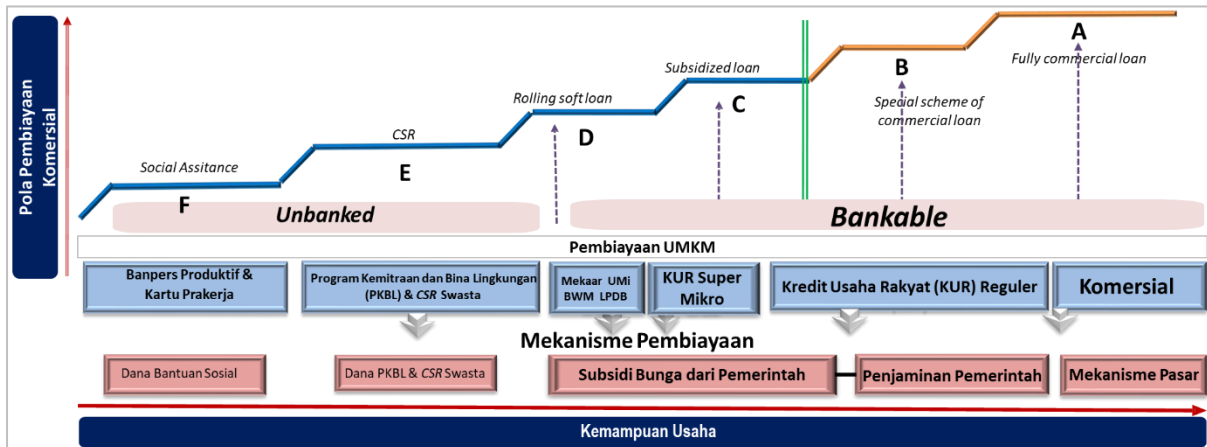 Pola Pembiayaan
Komersial
A
Fully commercial loan
B
Special scheme of
commercial loan
Subsidized loan
C
Rolling soft loan
D
CSR
E
Social Assitance
F
Unbanked
Bankable
Pembiayaan UMKM
Banpers Produktif &
Kartu Prakerja
Program Kemitraan dan Bina Lingkungan
(PKBL) & CSR Swasta
Mekaar UMi
BWM LPDB
KUR Super
Mikro
Kredit Usaha Rakyat (KUR) Reguler
Komersial
Mekanisme Pembiayaan
Dana Bantuan Sosial
Dana PKBL & CSR Swasta
Subsidi Bunga dari Pemerintah
Penjaminan Pemerintah
Mekanisme Pasar
Kemampuan Usaha